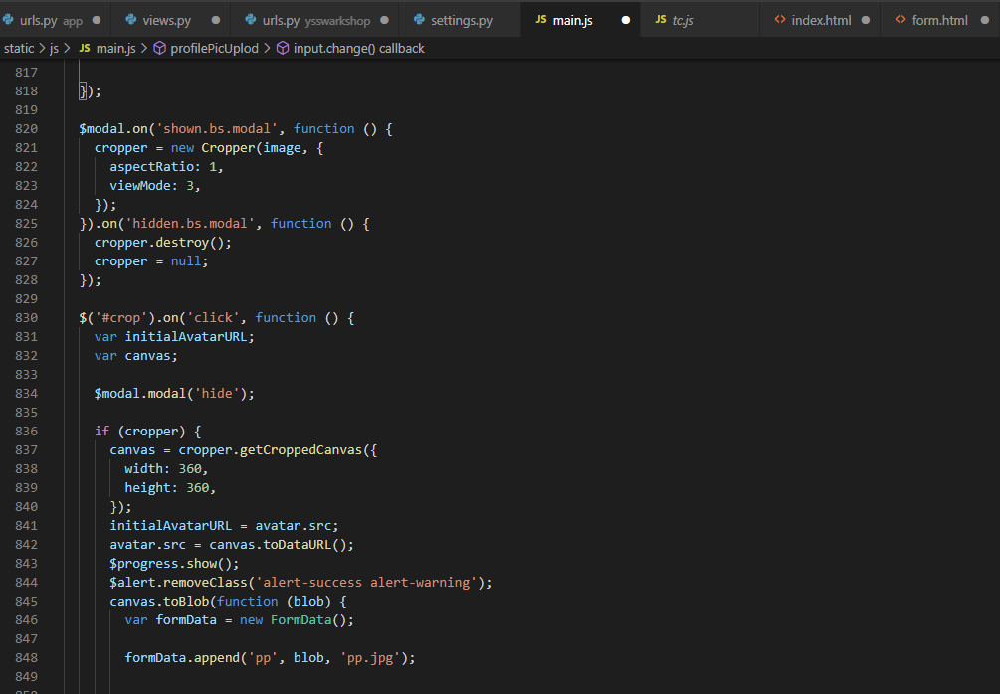 urls.py app
views.py
urls.py ysswarkshop
settings.py
JS main.js
JS tc.js
<> index.html
<> form.html
static > js > JS main.js > profilePicUplod > input.change() callback
817
818 });
819
820 $modal.on('shown.bs.modal', function () {
821 cropper = new Cropper(image, {
822 aspectRatio: 1,
823 viewMode: 3,
824 });
825 }).on('hidden.bs.modal', function () {
826 cropper.destroy();
827 cropper = null;
828 });
829
830 $('#crop').on('click', function () {
831 var initialAvatarURL;
832 var canvas;
833
834 $modal.modal('hide');
835
836 if (cropper) {
837 canvas = cropper.getCroppedCanvas({
838 width: 360,
839 height: 360,
840 });
841 initialAvatarURL = avatar.src;
842 avatar.src = canvas.toDataURL();
843 $progress.show();
844 $alert.removeClass('alert-success alert-warning');
845 canvas.toBlob(function (blob) {
846 var formData = new FormData();
847
848 formData.append('pp', blob, 'pp.jpg');
849